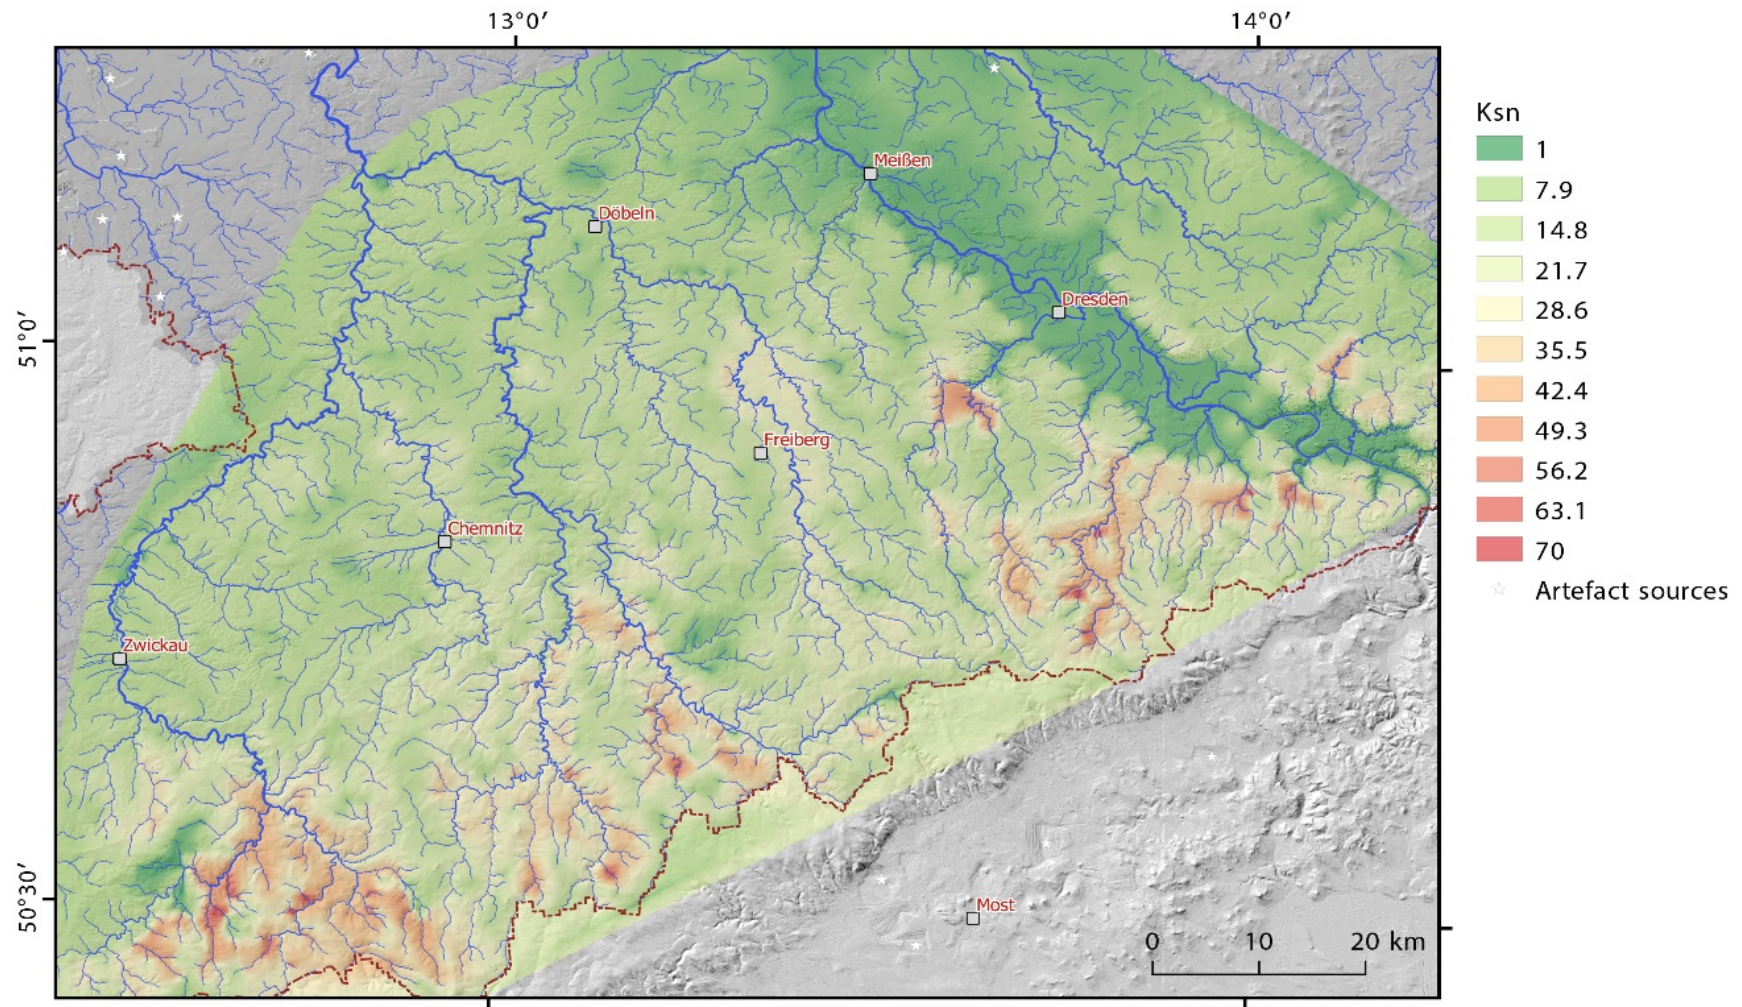 13°0′
14°0′
Ksn
1
7.9
14.8
21.7
28.6
35.5
42.4
49.3
56.2
63.1
70
Artefact sources
Meißen
Döbeln
Dresden
51°0′
Freiberg
Chemnitz
Zwickau
50°30′
Most
0 10 20 km